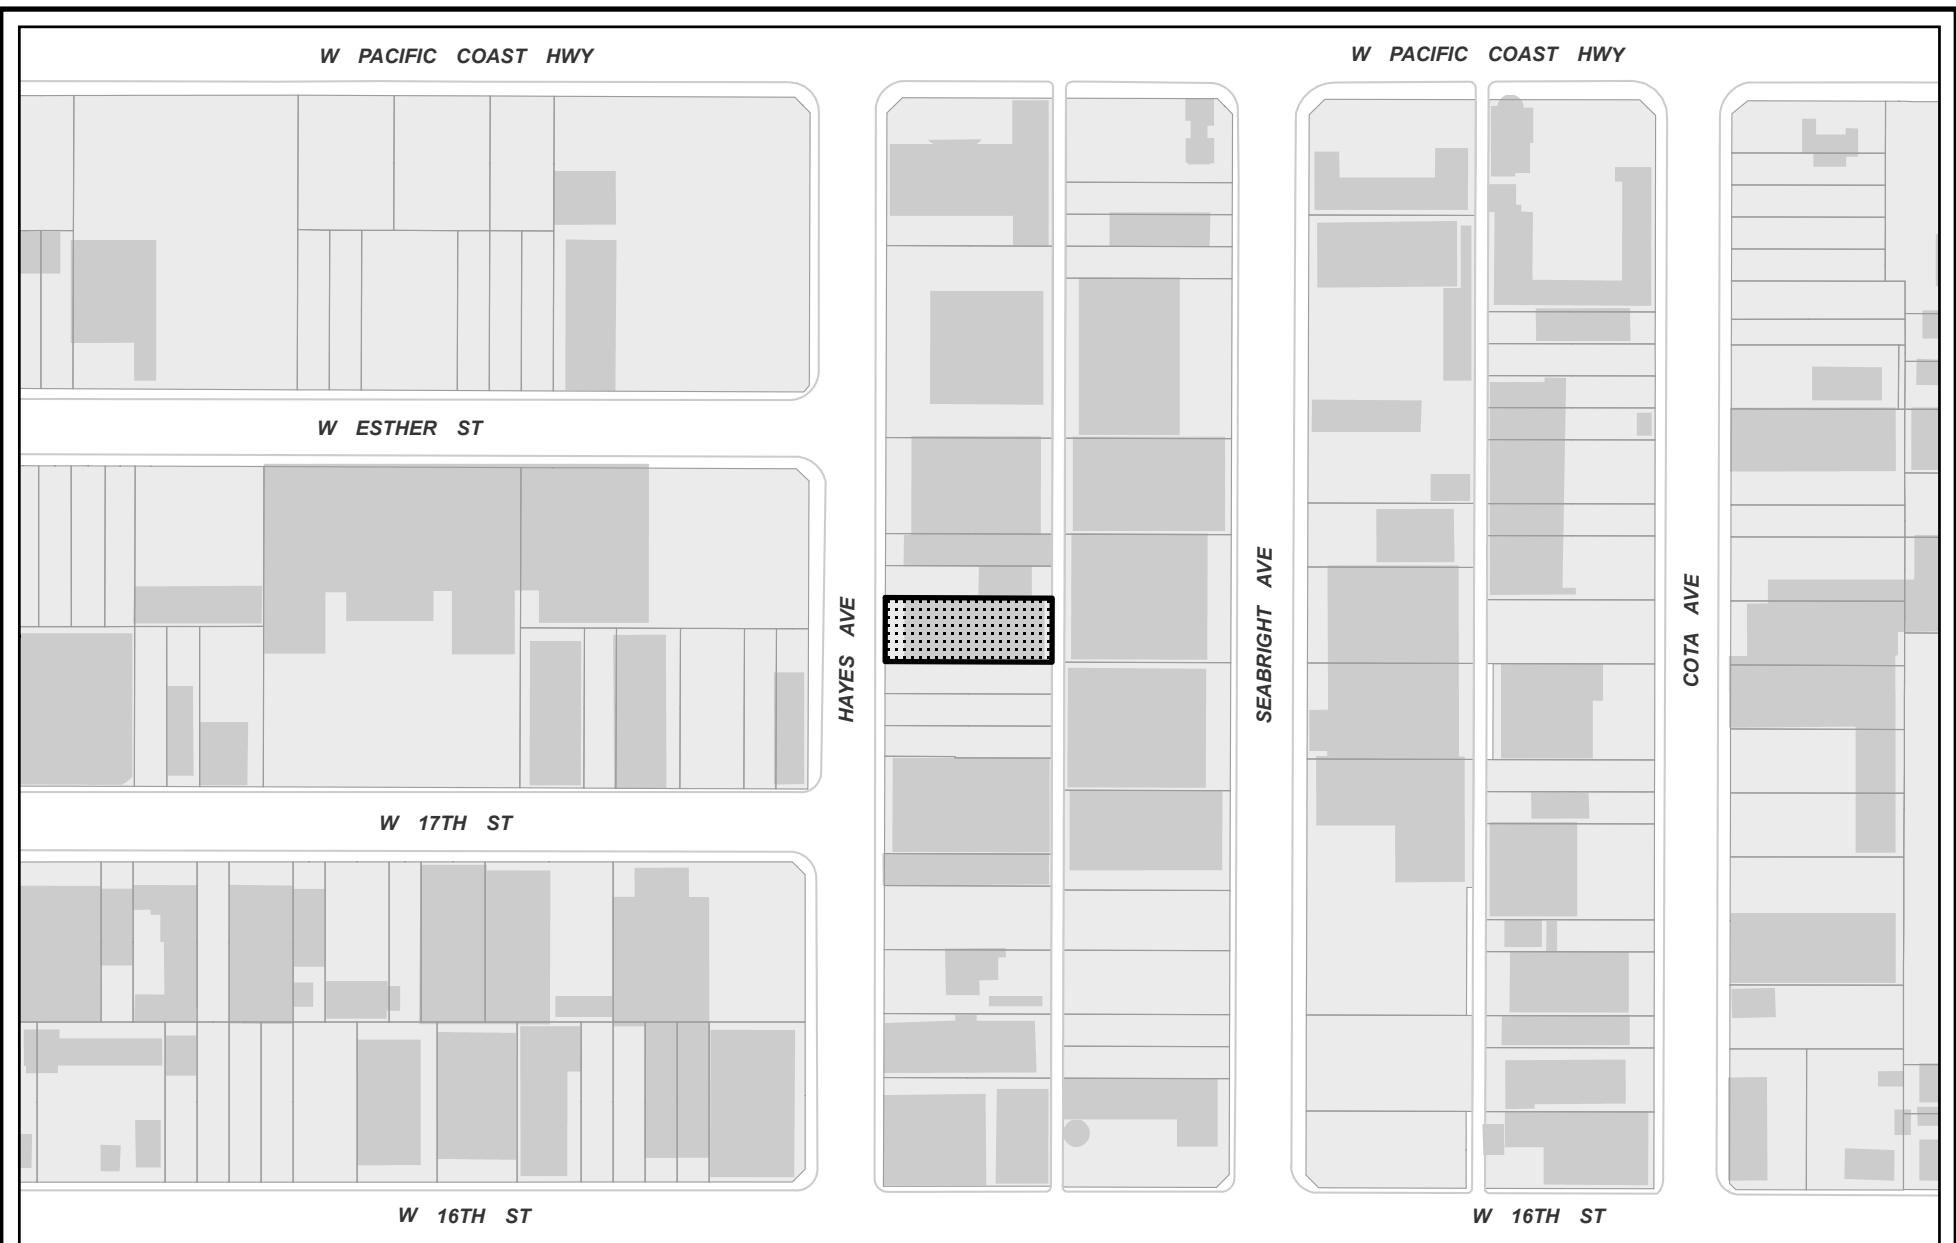 W PACIFIC COAST HWY
W PACIFIC COAST HWY
W ESTHER ST
HAYES AVE
SEABRIGHT AVE
COTA AVE
W 17TH ST
W 16TH ST
W 16TH ST